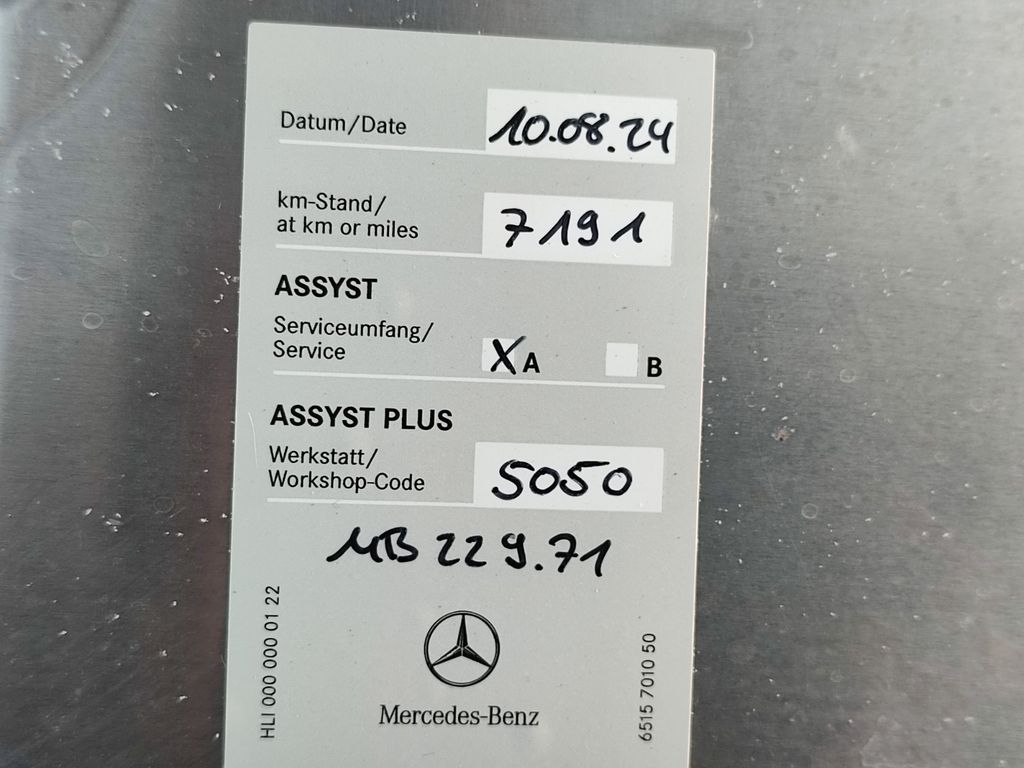 Datum/Date 10.08.24
km-Stand/
at km or miles 7191
ASSYST
Serviceumfang/
Service X A B
ASSYST PLUS
Werkstatt/
Workshop-Code 5050
MB 229.71
Mercedes-Benz
HLI 000 000 01 22
6515 7010 50